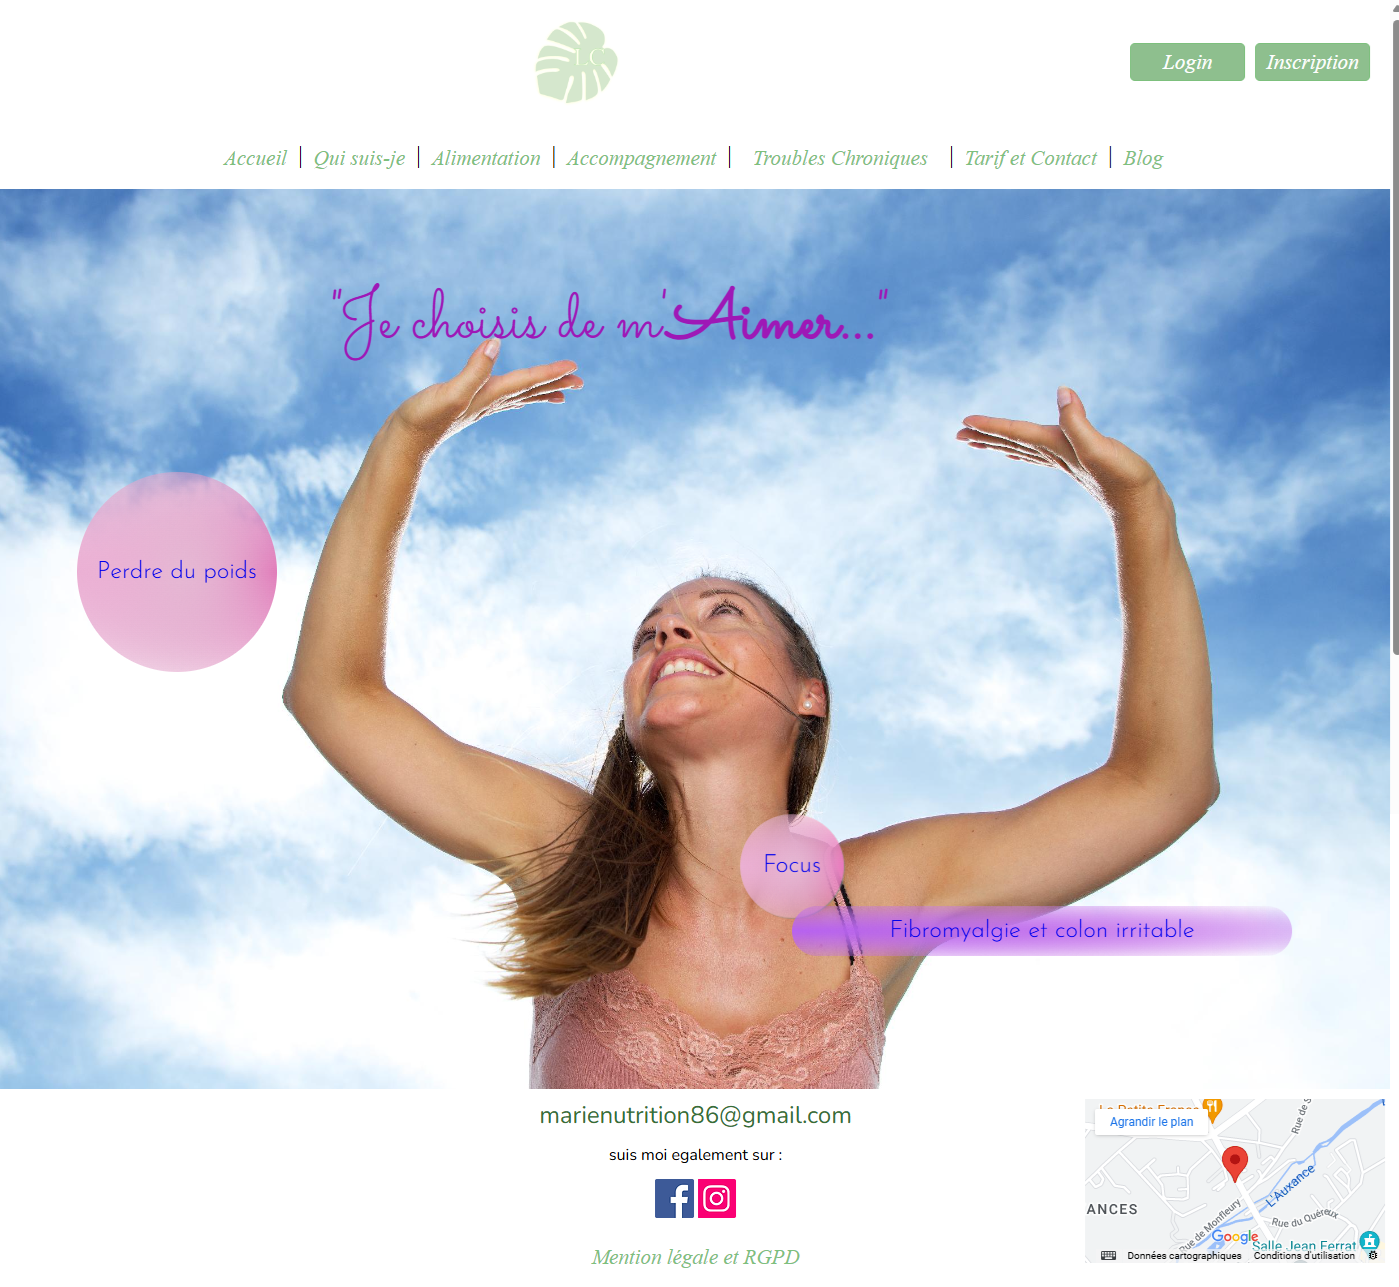 LC
Login
Inscription
Accueil
Qui suis-je
Alimentation
Accompagnement
Troubles Chroniques
Tarif et Contact
Blog
"Je choisis de m'Aimer..."
Perdre du poids
Focus
Fibromyalgie et colon irritable
marienutrition86@gmail.com
suis moi egalement sur :
Mention légale et RGPD
Agrandir le plan
Rue de S
L'Auxance
ANCES
Rue de Monfleury
Rue du Quéreux
Google
Salle Jean Ferrat
Données cartographiques
Conditions d'utilisation